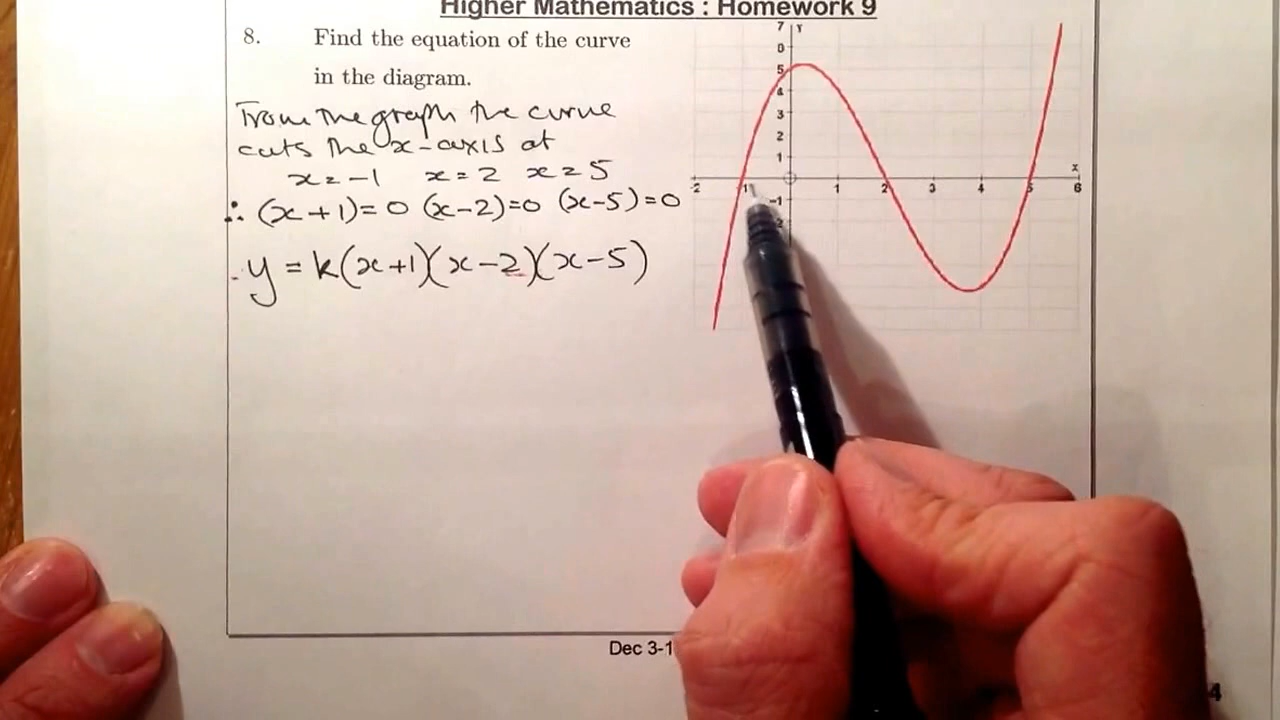 Higher Mathematics : Homework 9
8. Find the equation of the curve
in the diagram.
From the graph the curve
cuts the x-axis at
x = -1 x = 2 x = 5
∴ (x+1)=0 (x-2)=0 (x-5)=0
∴ y = k(x+1)(x-2)(x-5)
7 Y
6
5
4
3
2
1
x
-2 -1 1 2 3 4 5 6
-1
Dec 3-1
4